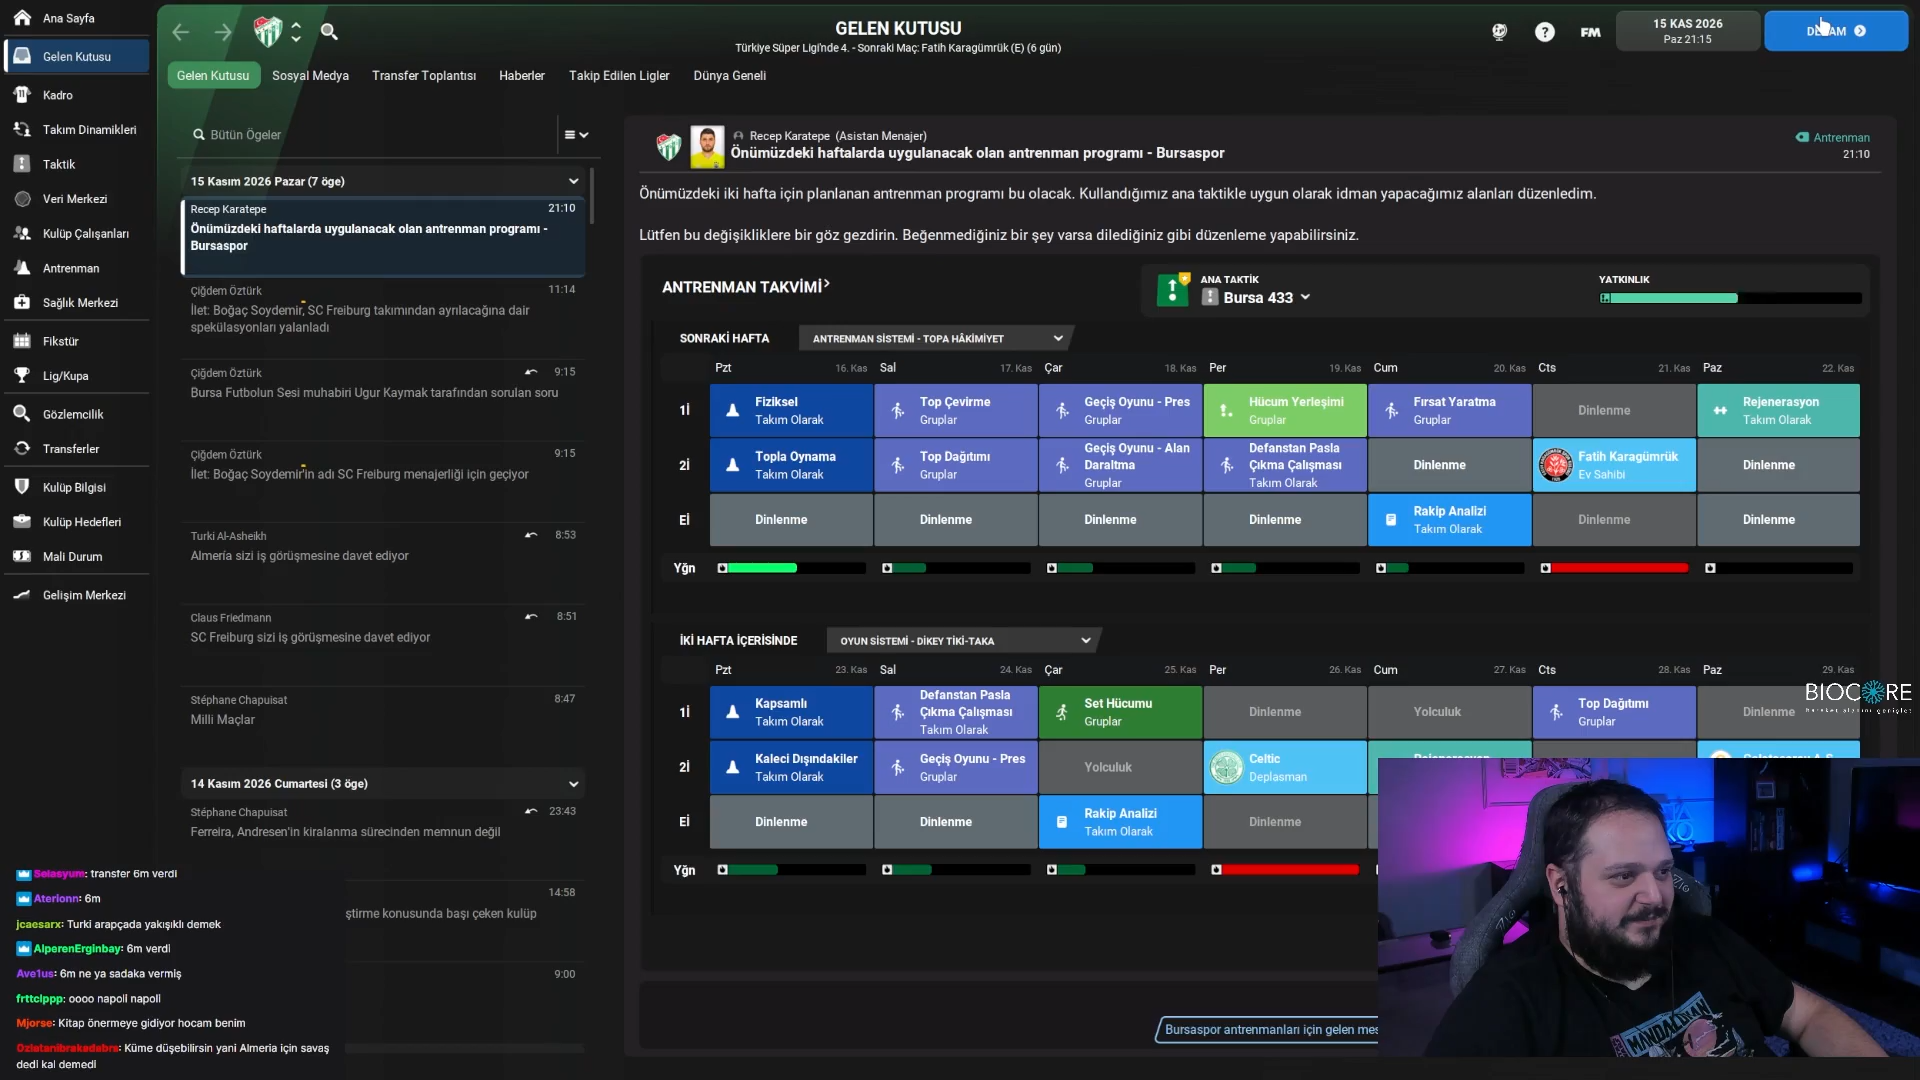 Ana Sayfa
Gelen Kutusu
Kadro
Takım Dinamikleri
Taktik
Veri Merkezi
Kulüp Çalışanları
Antrenman
Sağlık Merkezi
Fikstür
Lig/Kupa
Gözlemcilik
Transferler
Kulüp Bilgisi
Kulüp Hedefleri
Mali Durum
Gelişim Merkezi
GELEN KUTUSU
Türkiye Süper Ligi'nde 4. - Sonraki Maç: Fatih Karagümrük (E) (6 gün)
FM
15 KAS 2026
Paz 21:15
Gelen Kutusu Sosyal Medya Transfer Toplantısı Haberler Takip Edilen Ligler Dünya Geneli
Bütün Ögeler
15 Kasım 2026 Pazar (7 öge)
Recep Karatepe 21:10
Önümüzdeki haftalarda uygulanacak olan antrenman programı -
Bursaspor
Çiğdem Öztürk 11:14
İlet: Boğaç Soydemir, SC Freiburg takımından ayrılacağına dair
spekülasyonları yalanladı
Çiğdem Öztürk 9:15
Bursa Futbolun Sesi muhabiri Ugur Kaymak tarafından sorulan soru
Çiğdem Öztürk 9:15
İlet: Boğaç Soydemir'in adı SC Freiburg menajerliği için geçiyor
Turki Al-Asheikh 8:53
Almería sizi iş görüşmesine davet ediyor
Claus Friedmann 8:51
SC Freiburg sizi iş görüşmesine davet ediyor
Stéphane Chapuisat 8:47
Milli Maçlar
14 Kasım 2026 Cumartesi (3 öge)
Stéphane Chapuisat 23:43
Ferreira, Andresen'in kiralanma sürecinden memnun değil
14:58
ştirme konusunda başı çeken kulüp
9:00
Recep Karatepe (Asistan Menajer)
Önümüzdeki haftalarda uygulanacak olan antrenman programı - Bursaspor
Antrenman
21:10
Önümüzdeki iki hafta için planlanan antrenman programı bu olacak. Kullandığımız ana taktikle uygun olarak idman yapacağımız alanları düzenledim.
Lütfen bu değişikliklere bir göz gezdirin. Beğenmediğiniz bir şey varsa dilediğiniz gibi düzenleme yapabilirsiniz.
ANTRENMAN TAKVİMİ
ANA TAKTİK
Bursa 433
YATKINLIK
SONRAKİ HAFTA
ANTRENMAN SİSTEMİ - TOPA HÂKİMİYET
Pzt 16. Kas Sal 17. Kas Çar 18. Kas Per 19. Kas Cum 20. Kas Cts 21. Kas Paz 22. Kas
1İ
Fiziksel
Takım Olarak
Top Çevirme
Gruplar
Geçiş Oyunu - Pres
Gruplar
Hücum Yerleşimi
Gruplar
Fırsat Yaratma
Gruplar
Dinlenme
Rejenerasyon
Takım Olarak
2İ
Topla Oynama
Takım Olarak
Top Dağıtımı
Gruplar
Geçiş Oyunu - Alan
Daraltma
Gruplar
Defanstan Pasla
Çıkma Çalışması
Takım Olarak
Dinlenme
Fatih Karagümrük
Ev Sahibi
Dinlenme
Eİ
Dinlenme
Dinlenme
Dinlenme
Dinlenme
Rakip Analizi
Takım Olarak
Dinlenme
Dinlenme
Yğn
İKİ HAFTA İÇERİSİNDE
OYUN SİSTEMİ - DİKEY TİKİ-TAKA
Pzt 23. Kas Sal 24. Kas Çar 25. Kas Per 26. Kas Cum 27. Kas Cts 28. Kas Paz 29. Kas
1İ
Kapsamlı
Takım Olarak
Defanstan Pasla
Çıkma Çalışması
Takım Olarak
Set Hücumu
Gruplar
Dinlenme
Yolculuk
Top Dağıtımı
Gruplar
Dinlenme
2İ
Kaleci Dışındakiler
Takım Olarak
Geçiş Oyunu - Pres
Gruplar
Yolculuk
Celtic
Deplasman
Eİ
Dinlenme
Dinlenme
Rakip Analizi
Takım Olarak
Dinlenme
Yğn
Bursaspor antrenmanları için gelen mes
BIOCORE
MANDALORIAN
Selasyum: transfer 6m verdi
Aterionn: 6m
jcaesarx: Turki arapçada yakışıklı demek
AlperenErginbay: 6m verdi
Ave1us: 6m ne ya sadaka vermiş
frttclppp: oooo napoli napoli
Mjorse: Kitap önermeye gidiyor hocam benim
Ozlatanibrakadabra: Küme düşebilirsin yani Almeria için savaş
dedi kal demedi